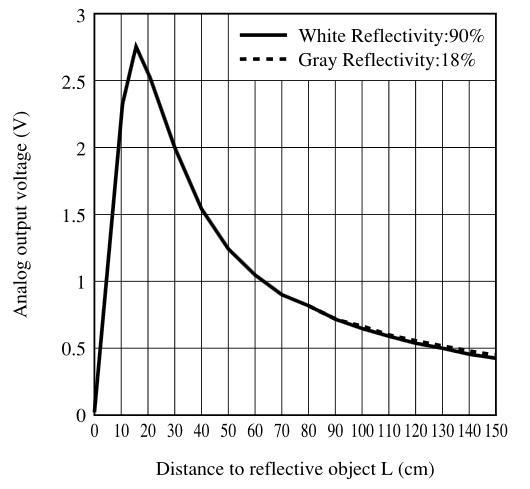 3
White Reflectivity:90%
Gray Reflectivity:18%
2.5
2
1.5
1
0.5
0
Analog output voltage (V)
0 10 20 30 40 50 60 70 80 90 100 110 120 130 140 150
Distance to reflective object L (cm)